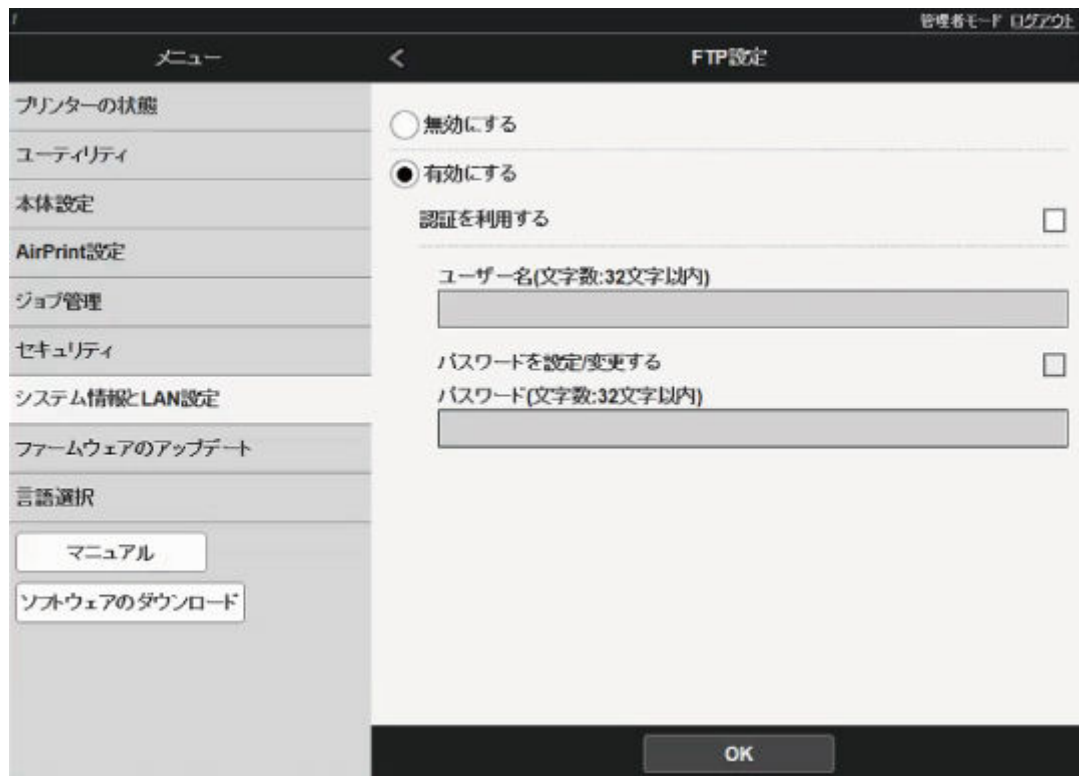 管理者モード ログアウト
メニュー
FTP設定
プリンターの状態
ユーティリティ
本体設定
AirPrint設定
ジョブ管理
セキュリティ
システム情報とLAN設定
ファームウェアのアップデート
言語選択
マニュアル
ソフトウェアのダウンロード
無効にする
有効にする
認証を利用する
ユーザー名(文字数:32文字以内)
パスワードを設定/変更する
パスワード(文字数:32文字以内)
OK